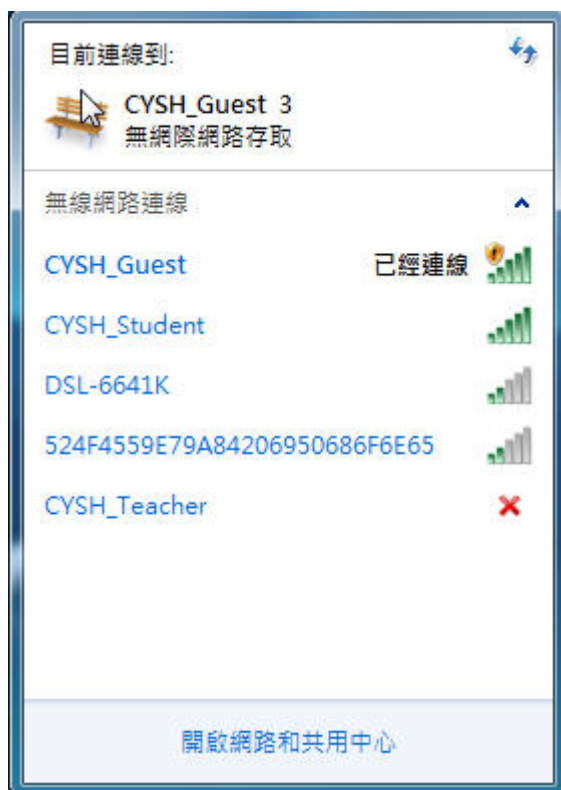 目前連線到:
CYSH_Guest 3
無網際網路存取
無線網路連線
CYSH_Guest 已經連線
CYSH_Student
DSL-6641K
524F4559E79A84206950686F6E65
CYSH_Teacher
開啟網路和共用中心